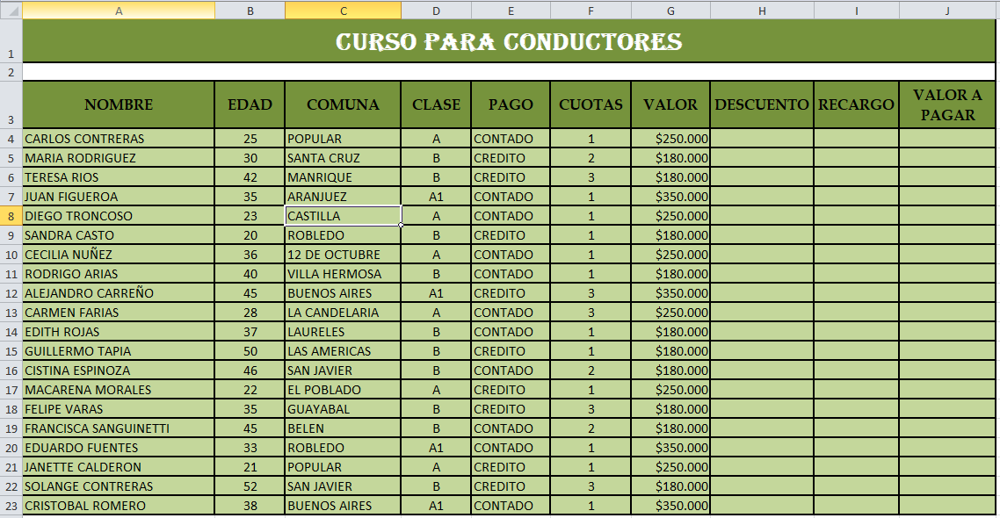 A B C D E F G H I J
1 CURSO PARA CONDUCTORES
2
3 NOMBRE EDAD COMUNA CLASE PAGO CUOTAS VALOR DESCUENTO RECARGO VALOR A PAGAR
4 CARLOS CONTRERAS 25 POPULAR A CONTADO 1 $250.000
5 MARIA RODRIGUEZ 30 SANTA CRUZ B CREDITO 2 $180.000
6 TERESA RIOS 42 MANRIQUE B CREDITO 3 $180.000
7 JUAN FIGUEROA 35 ARANJUEZ A1 CONTADO 1 $350.000
8 DIEGO TRONCOSO 23 CASTILLA A CONTADO 1 $250.000
9 SANDRA CASTO 20 ROBLEDO B CREDITO 1 $180.000
10 CECILIA NUÑEZ 36 12 DE OCTUBRE A CONTADO 1 $250.000
11 RODRIGO ARIAS 40 VILLA HERMOSA B CONTADO 1 $180.000
12 ALEJANDRO CARREÑO 45 BUENOS AIRES A1 CREDITO 3 $350.000
13 CARMEN FARIAS 28 LA CANDELARIA A CONTADO 3 $250.000
14 EDITH ROJAS 37 LAURELES B CONTADO 1 $180.000
15 GUILLERMO TAPIA 50 LAS AMERICAS B CREDITO 1 $180.000
16 CISTINA ESPINOZA 46 SAN JAVIER B CONTADO 2 $180.000
17 MACARENA MORALES 22 EL POBLADO A CREDITO 1 $250.000
18 FELIPE VARAS 35 GUAYABAL B CREDITO 3 $180.000
19 FRANCISCA SANGUINETTI 45 BELEN B CONTADO 2 $180.000
20 EDUARDO FUENTES 33 ROBLEDO A1 CONTADO 1 $350.000
21 JANETTE CALDERON 21 POPULAR A CREDITO 1 $250.000
22 SOLANGE CONTRERAS 52 SAN JAVIER B CREDITO 3 $180.000
23 CRISTOBAL ROMERO 38 BUENOS AIRES A1 CONTADO 1 $350.000